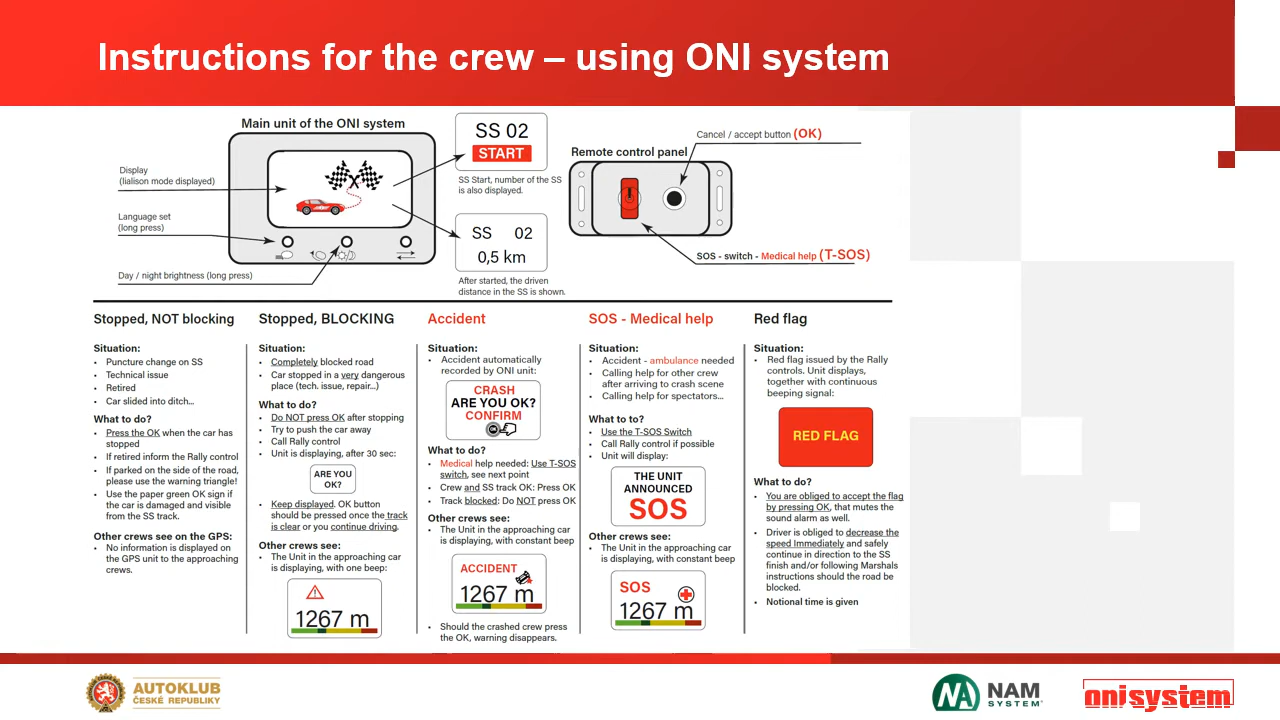 Instructions for the crew – using ONI system
Main unit of the ONI system
Display
(liaison mode displayed)
Language set
(long press)
Day / night brightness (long press)
SS 02
START
SS Start, number of the SS
is also displayed.
SS 02
0,5 km
After started, the driven
distance in the SS is shown.
Remote control panel
Cancel / accept button (OK)
SOS - switch - Medical help (T-SOS)
Stopped, NOT blocking
Situation:
• Puncture change on SS
• Technical issue
• Retired
• Car slided into ditch...
What to do?
• Press the OK when the car has
stopped
• If retired inform the Rally control
• If parked on the side of the road,
please use the warning triangle!
• Use the paper green OK sign if
the car is damaged and visible
from the SS track.
Other crews see on the GPS:
• No information is displayed on
the GPS unit to the approaching
crews.
Stopped, BLOCKING
Situation:
• Completely blocked road
• Car stopped in a very dangerous
place (tech. issue, repair...)
What to do?
• Do NOT press OK after stopping
• Try to push the car away
• Call Rally control
• Unit is displaying, after 30 sec:
ARE YOU
OK?
• Keep displayed. OK button
should be pressed once the track
is clear or you continue driving.
Other crews see:
• The Unit in the approaching car
is displaying, with one beep:
1267 m
Accident
Situation:
• Accident automatically
recorded by ONI unit:
CRASH
ARE YOU OK?
CONFIRM
OK
What to do?
• Medical help needed: Use T-SOS
switch, see next point
• Crew and SS track OK: Press OK
• Track blocked: Do NOT press OK
Other crews see:
• The Unit in the approaching car
is displaying, with constant beep
ACCIDENT
1267 m
• Should the crashed crew press
the OK, warning disappears.
SOS - Medical help
Situation:
• Accident - ambulance needed
• Calling help for other crew
after arriving to crash scene
• Calling help for spectators...
What to to?
• Use the T-SOS Switch
• Call Rally control if possible
• Unit will display:
THE UNIT
ANNOUNCED
SOS
Other crews see:
• The Unit in the approaching car
is displaying, with constant beep
SOS
1267 m
Red flag
Situation:
• Red flag issued by the Rally
controls. Unit displays,
together with continuous
beeping signal:
RED FLAG
What to do?
• You are obliged to accept the flag
by pressing OK, that mutes the
sound alarm as well.
• Driver is obliged to decrease the
speed Immediately and safely
continue in direction to the SS
finish and/or following Marshals
instructions should the road be
blocked.
• Notional time is given
AUTOKLUB
ČESKÉ REPUBLIKY
NAM
SYSTEM
onisystem